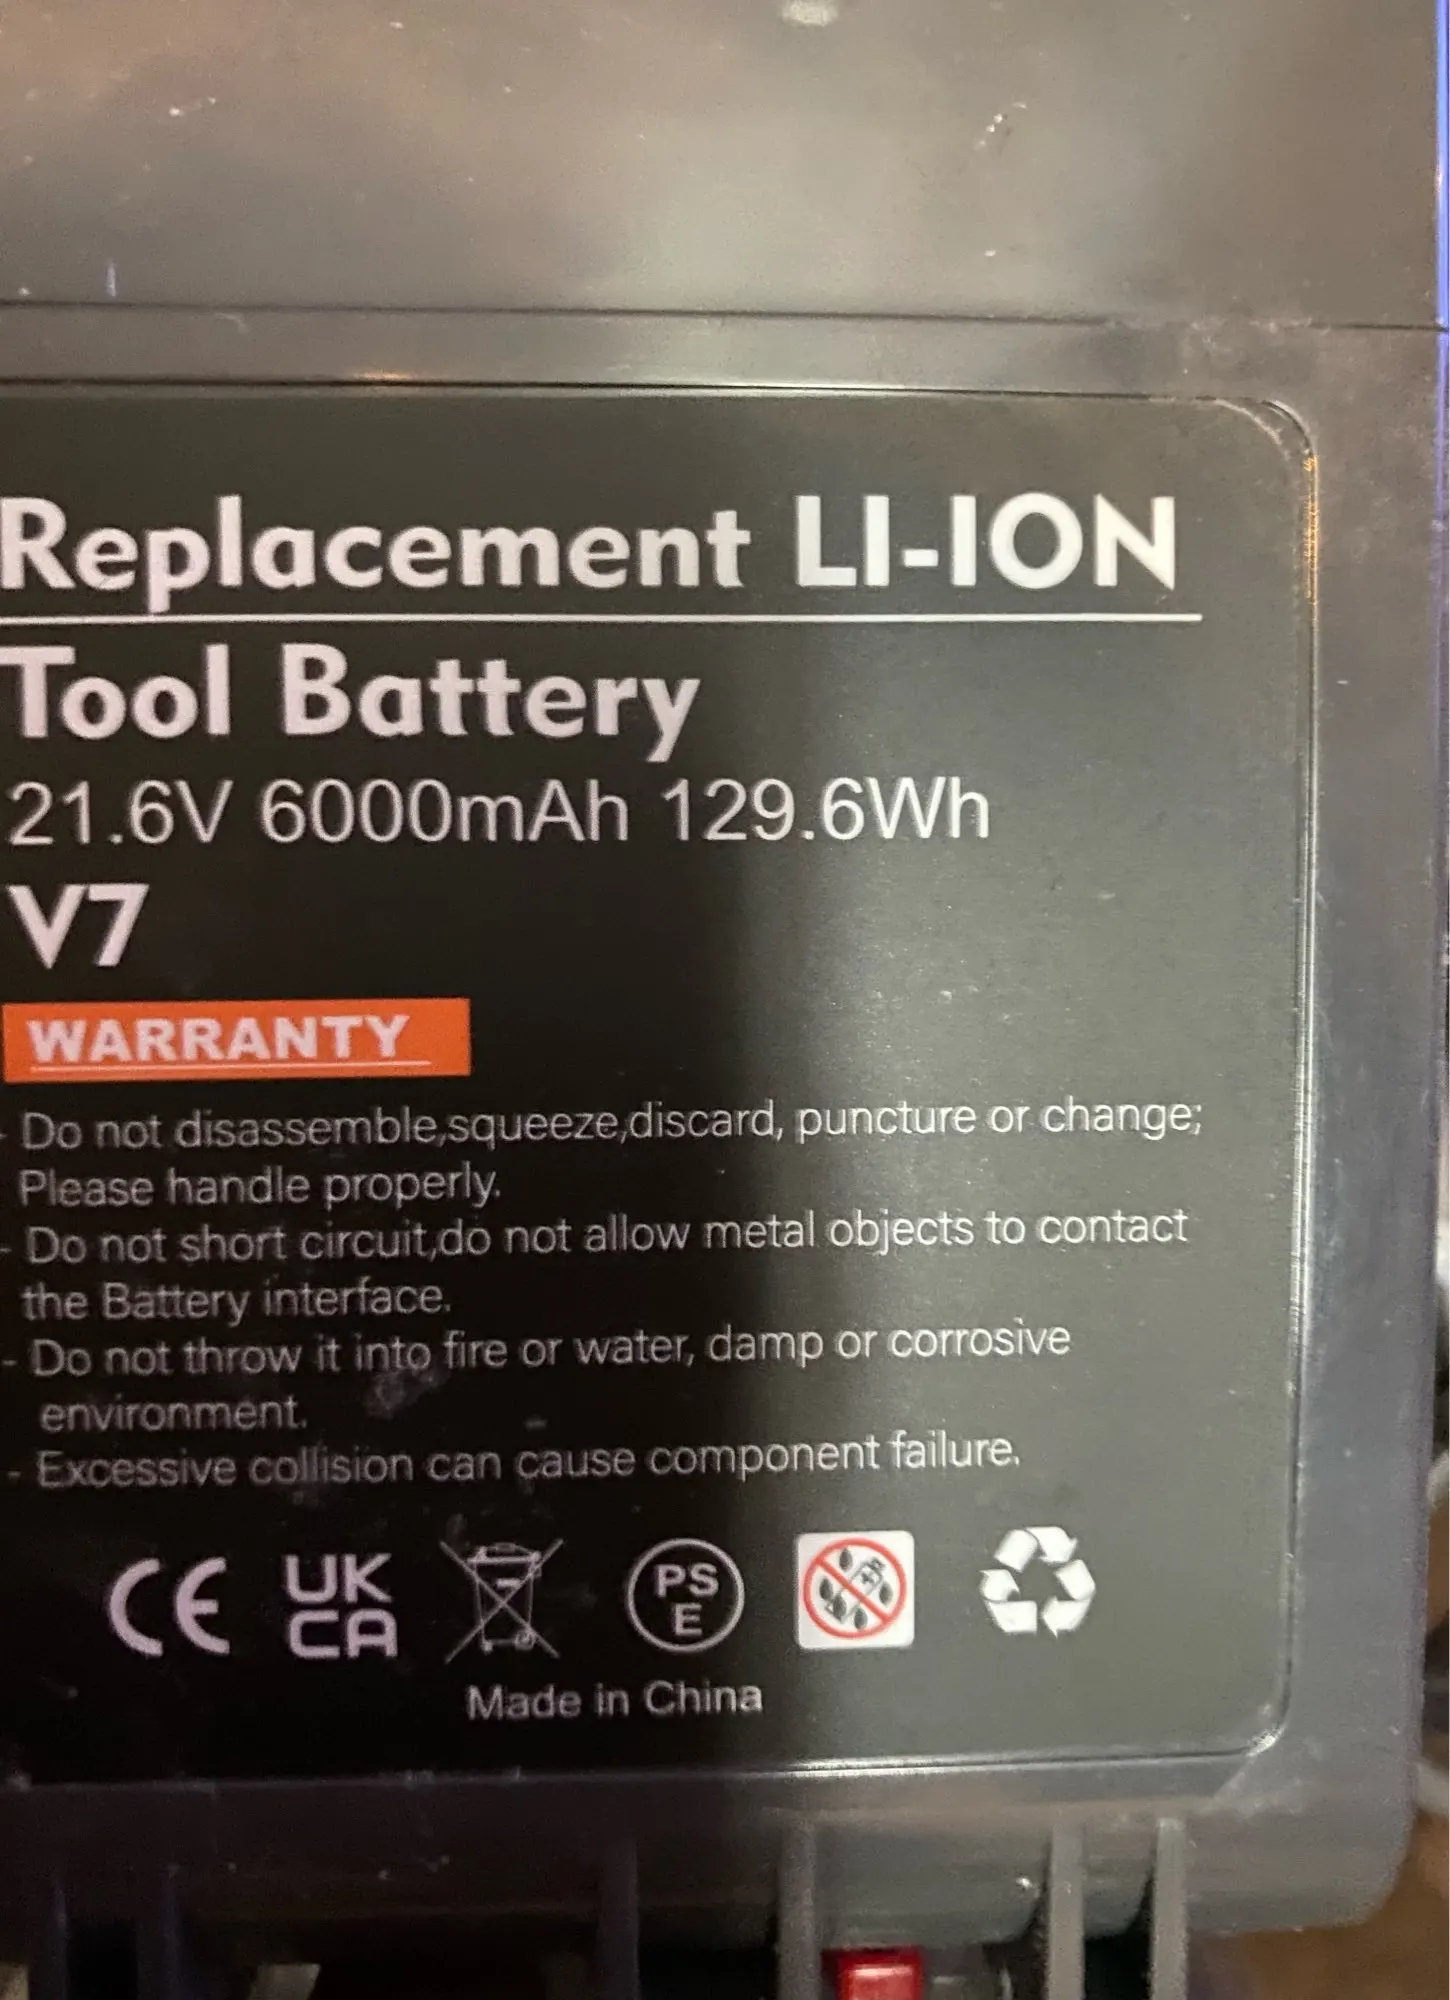 Replacement LI-ION
Tool Battery
21.6V 6000mAh 129.6Wh
V7
WARRANTY
- Do not disassemble,squeeze,discard, puncture or change;
Please handle properly.
- Do not short circuit,do not allow metal objects to contact
the Battery interface.
- Do not throw it into fire or water, damp or corrosive
environment.
- Excessive collision can cause component failure.
CE UK CA PS E
Made in China